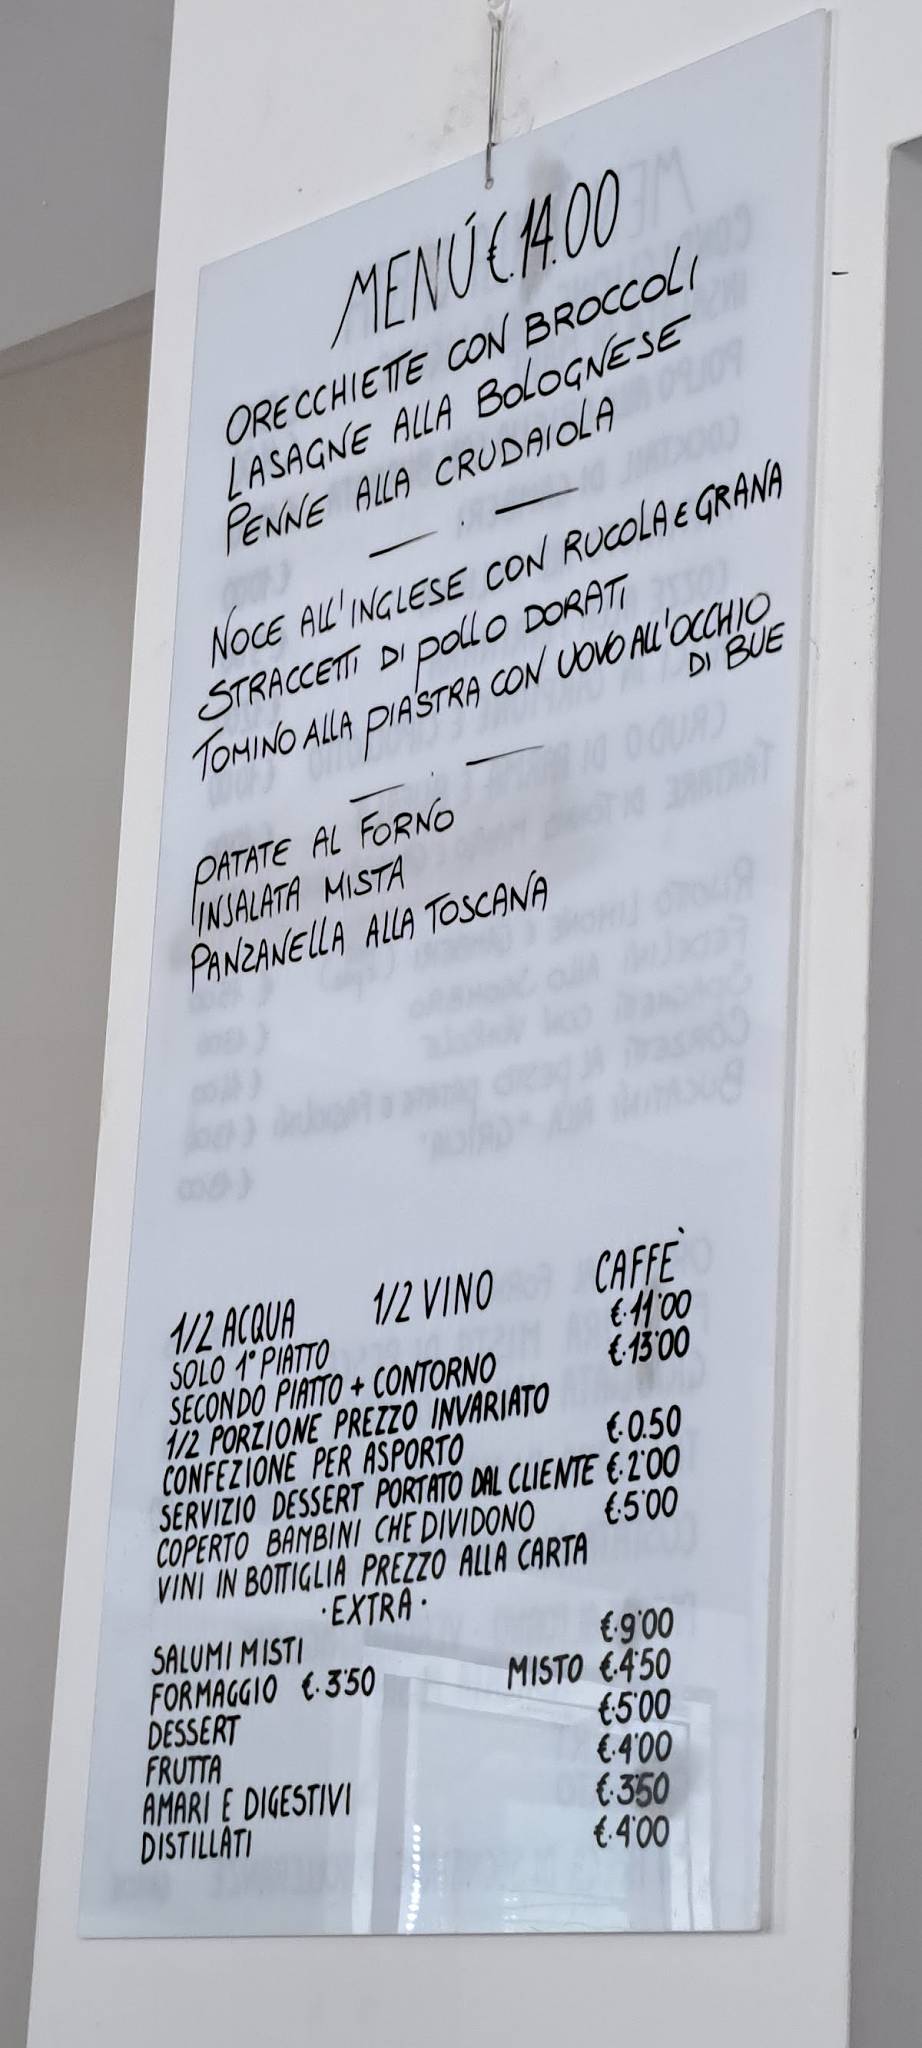 MENÚ €.14.00
ORECCHIETTE CON BROCCOLI
LASAGNE ALLA BOLOGNESE
PENNE ALLA CRUDAIOLA
— . —
NOCE ALL'INGLESE CON RUCOLA E GRANA
STRACCETTI DI POLLO DORATI
TOMINO ALLA PIASTRA CON UOVO ALL'OCCHIO
DI BUE
— . —
PATATE AL FORNO
INSALATA MISTA
PANZANELLA ALLA TOSCANA
1/2 ACQUA 1/2 VINO CAFFÈ
SOLO 1° PIATTO €.11'00
SECONDO PIATTO + CONTORNO €.13'00
1/2 PORZIONE PREZZO INVARIATO
CONFEZIONE PER ASPORTO €.0.50
SERVIZIO DESSERT PORTATO DAL CLIENTE €.2'00
COPERTO BAMBINI CHE DIVIDONO €.5'00
VINI IN BOTTIGLIA PREZZO ALLA CARTA
· EXTRA ·
SALUMI MISTI €.9'00
FORMAGGIO €.3'50 MISTO €.4'50
DESSERT €.5'00
FRUTTA €.4'00
AMARI E DIGESTIVI €.3'50
DISTILLATI €.4'00